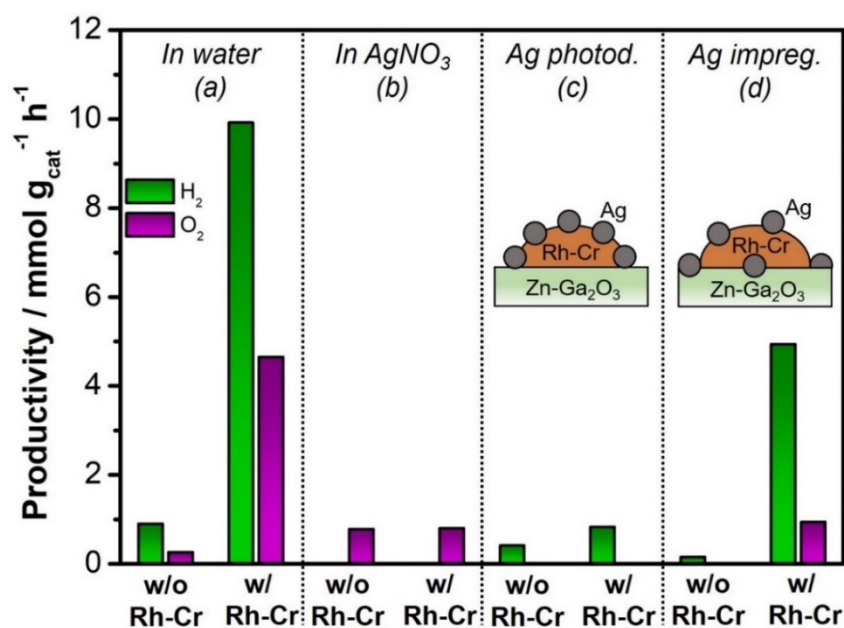 Productivity / mmol g_cat^-1 h^-1
12
10
8
6
4
2
0
In water
(a)
In AgNO₃
(b)
Ag photod.
(c)
Ag impreg.
(d)
H₂
O₂
Ag
Rh-Cr
Zn-Ga₂O₃
Ag
Rh-Cr
Zn-Ga₂O₃
w/o
Rh-Cr
w/
Rh-Cr
w/o
Rh-Cr
w/
Rh-Cr
w/o
Rh-Cr
w/
Rh-Cr
w/o
Rh-Cr
w/
Rh-Cr